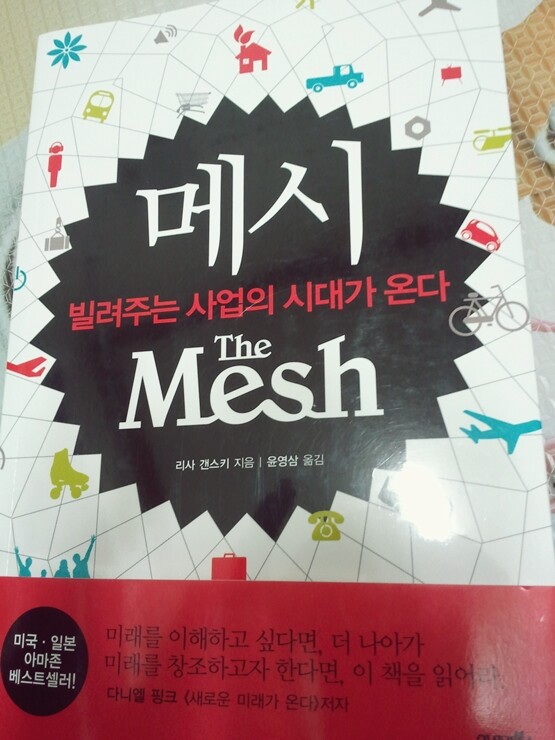 메시
빌려주는 사업의 시대가 온다
The
Mesh
리사 갠스키 지음 | 윤영삼 옮김
미국 · 일본
아마존
베스트셀러!
미래를 이해하고 싶다면, 더 나아가
미래를 창조하고자 한다면, 이 책을 읽어라.
다니엘 핑크 《새로운 미래가 온다》 저자